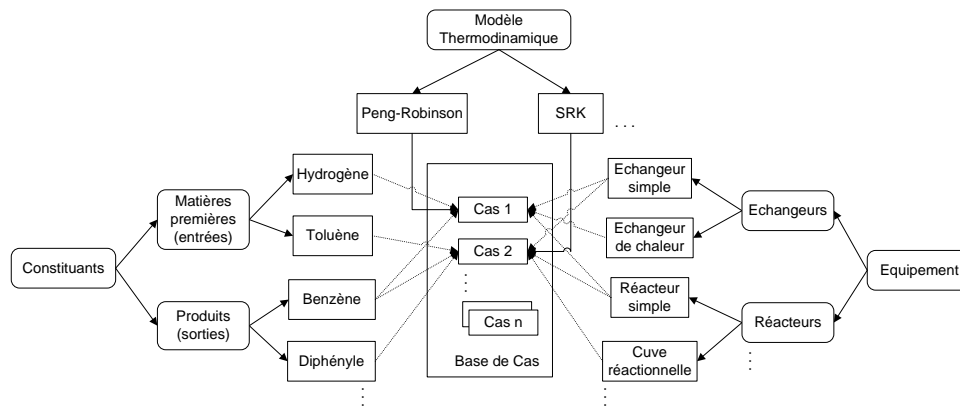 Modèle
Thermodinamique
Peng-Robinson
SRK
. . .
Hydrogène
Toluène
Benzène
Diphényle
Matières
premières
(entrées)
Produits
(sorties)
Constituants
Cas 1
Cas 2
Cas n
Base de Cas
Echangeur
simple
Echangeur
de chaleur
Réacteur
simple
Cuve
réactionnelle
Echangeurs
Réacteurs
Equipement